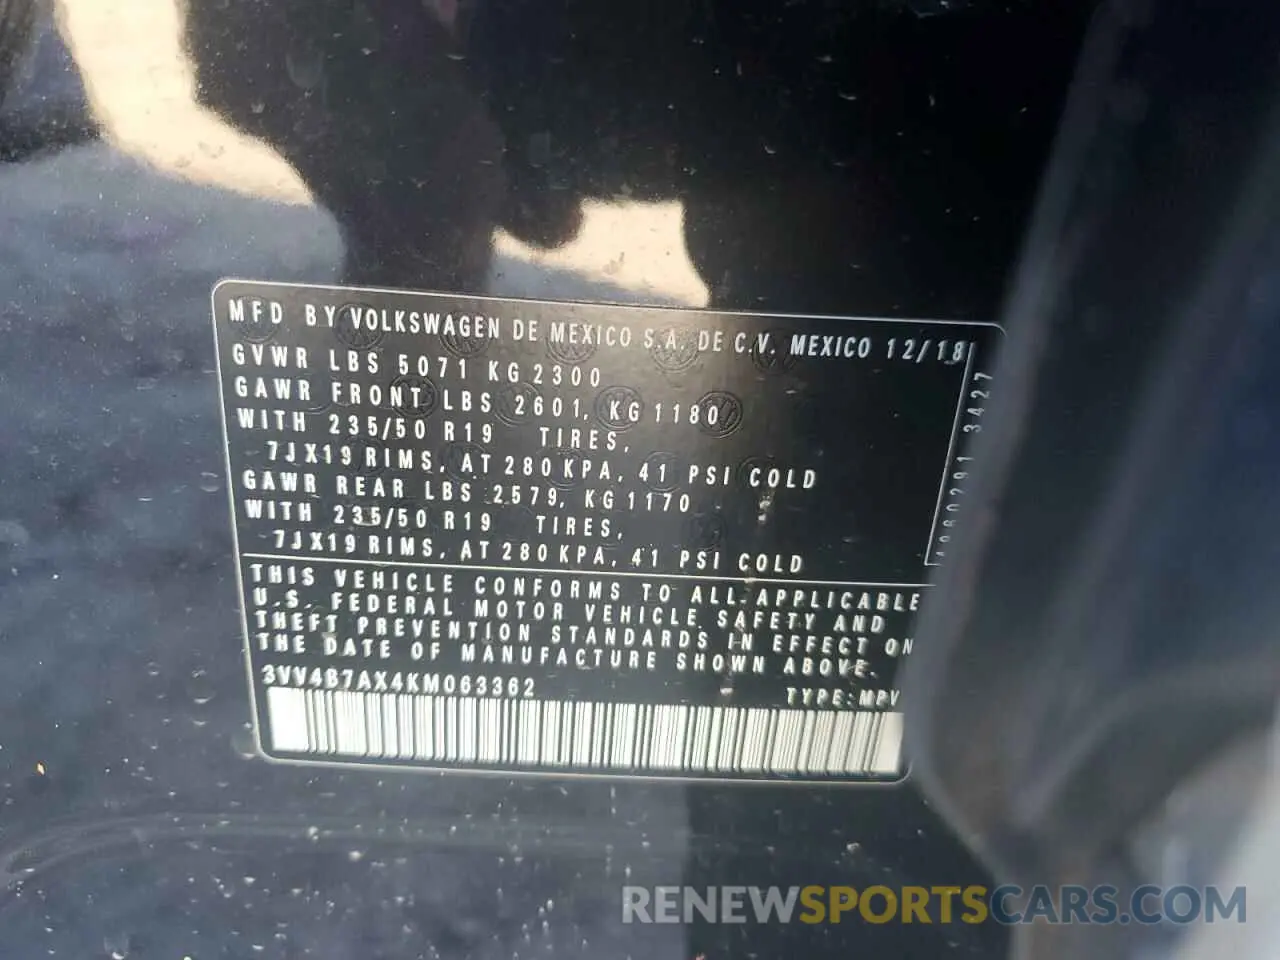 MFD BY VOLKSWAGEN DE MEXICO S.A. DE C.V. MEXICO 12/18
GVWR LBS 5071 KG 2300
GAWR FRONT LBS 2601, KG 1180
WITH 235/50 R19 TIRES,
7JX19 RIMS, AT 280 KPA, 41 PSI COLD
GAWR REAR LBS 2579, KG 1170
WITH 235/50 R19 TIRES,
7JX19 RIMS, AT 280 KPA, 41 PSI COLD
THIS VEHICLE CONFORMS TO ALL APPLICABLE
U.S. FEDERAL MOTOR VEHICLE SAFETY AND
THEFT PREVENTION STANDARDS IN EFFECT ON
THE DATE OF MANUFACTURE SHOWN ABOVE.
3VV4B7AX4KM063362 TYPE:MPV
3427
RENEWSPORTSCARS.COM